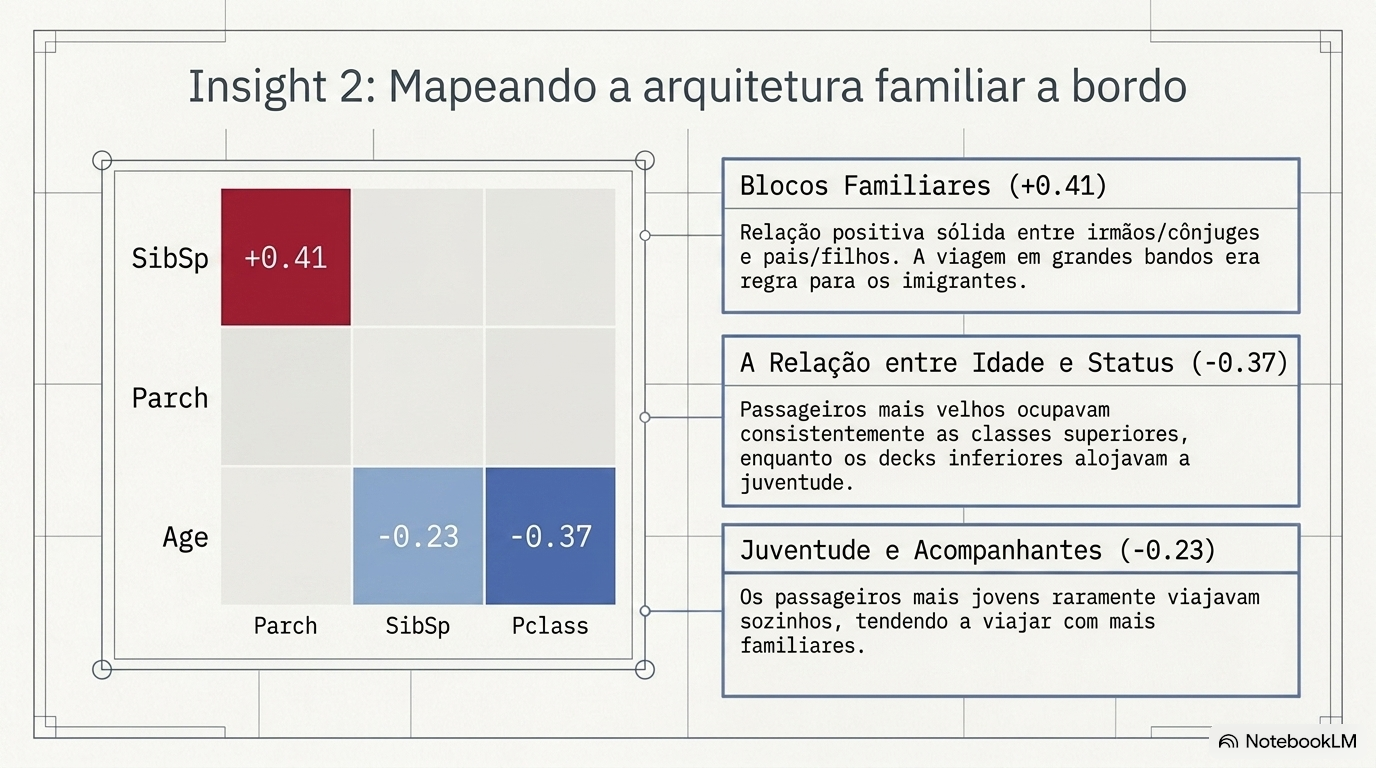 Insight 2: Mapeando a arquitetura familiar a bordo
SibSp
+0.41
Parch
Age
-0.23
-0.37
Parch
SibSp
Pclass
Blocos Familiares (+0.41)
Relação positiva sólida entre irmãos/cônjuges
e pais/filhos. A viagem em grandes bandos era
regra para os imigrantes.
A Relação entre Idade e Status (-0.37)
Passageiros mais velhos ocupavam
consistentemente as classes superiores,
enquanto os decks inferiores alojavam a
juventude.
Juventude e Acompanhantes (-0.23)
Os passageiros mais jovens raramente viajavam
sozinhos, tendendo a viajar com mais
familiares.
NotebookLM